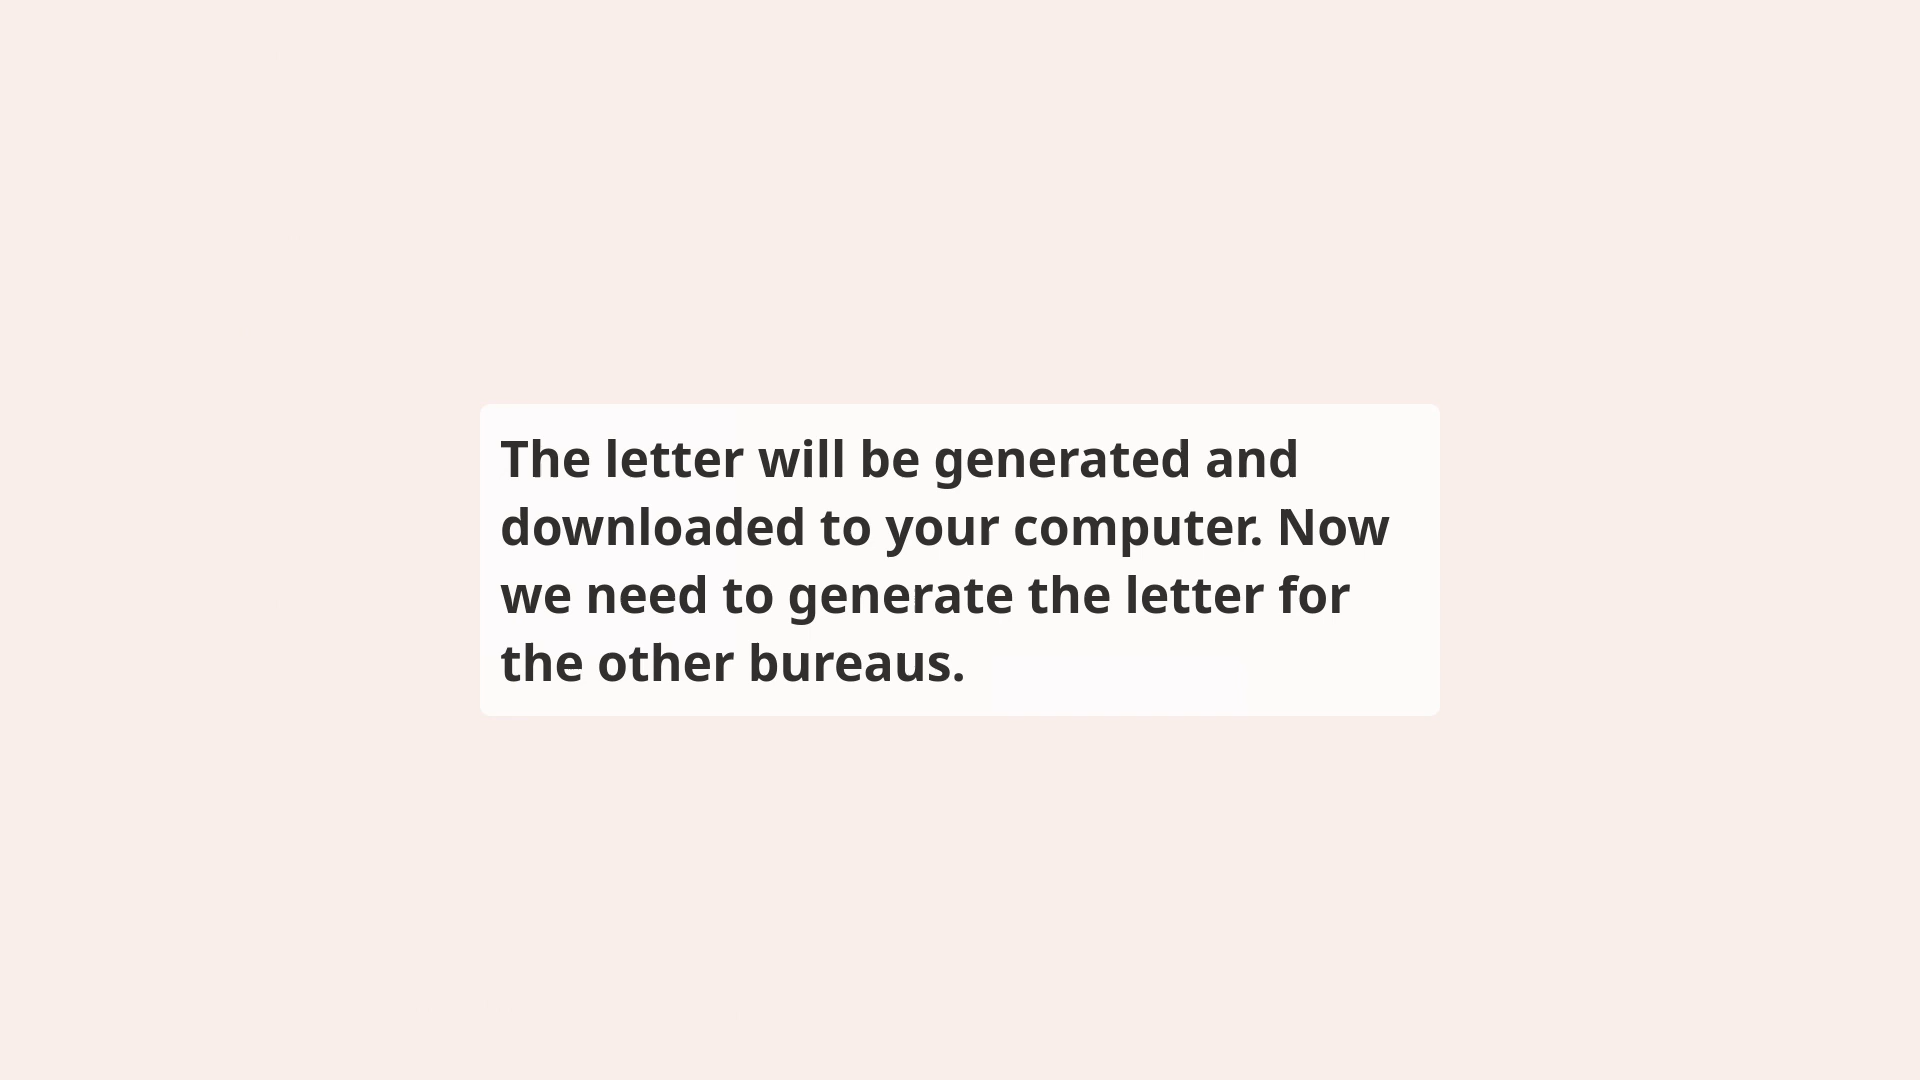 The letter will be generated and
downloaded to your computer. Now
we need to generate the letter for
the other bureaus.